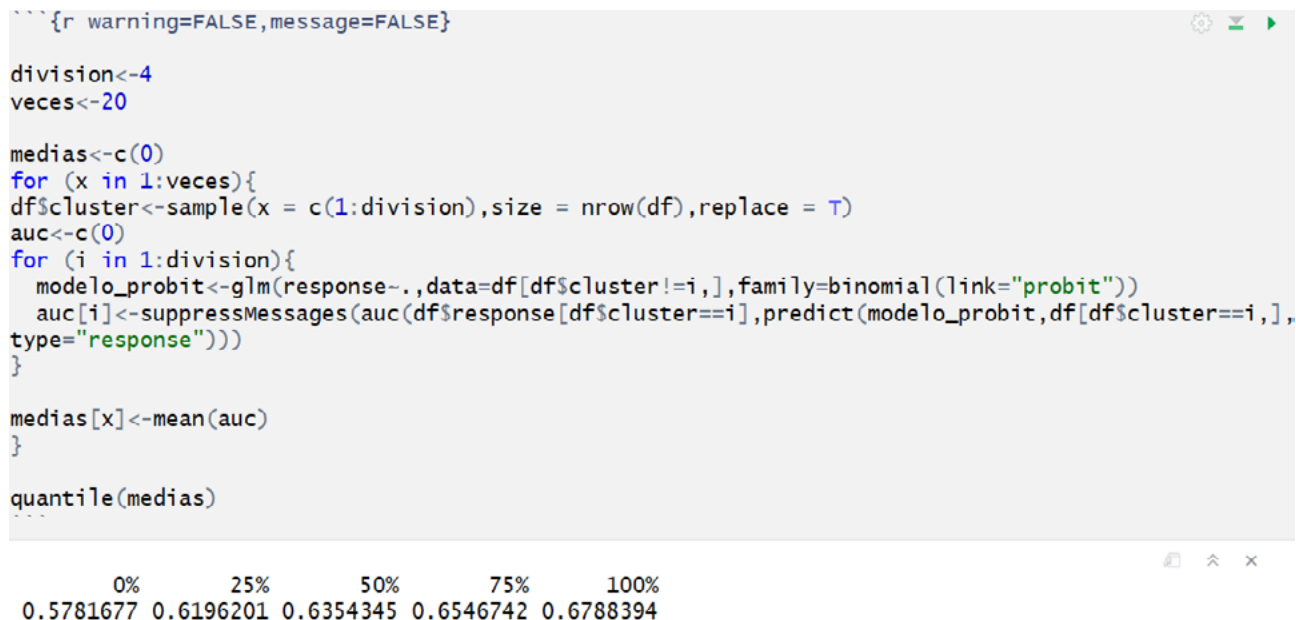 ```{r warning=FALSE,message=FALSE}
division<-4
veces<-20
medias<-c(0)
for (x in 1:veces){
df$cluster<-sample(x = c(1:division),size = nrow(df),replace = T)
auc<-c(0)
for (i in 1:division){
  modelo_probit<-glm(response~.,data=df[df$cluster!=i,],family=binomial(link="probit"))
  auc[i]<-suppressMessages(auc(df$response[df$cluster==i],predict(modelo_probit,df[df$cluster==i,],
type="response")))
}
medias[x]<-mean(auc)
}
quantile(medias)
```
0% 25% 50% 75% 100%
0.5781677 0.6196201 0.6354345 0.6546742 0.6788394